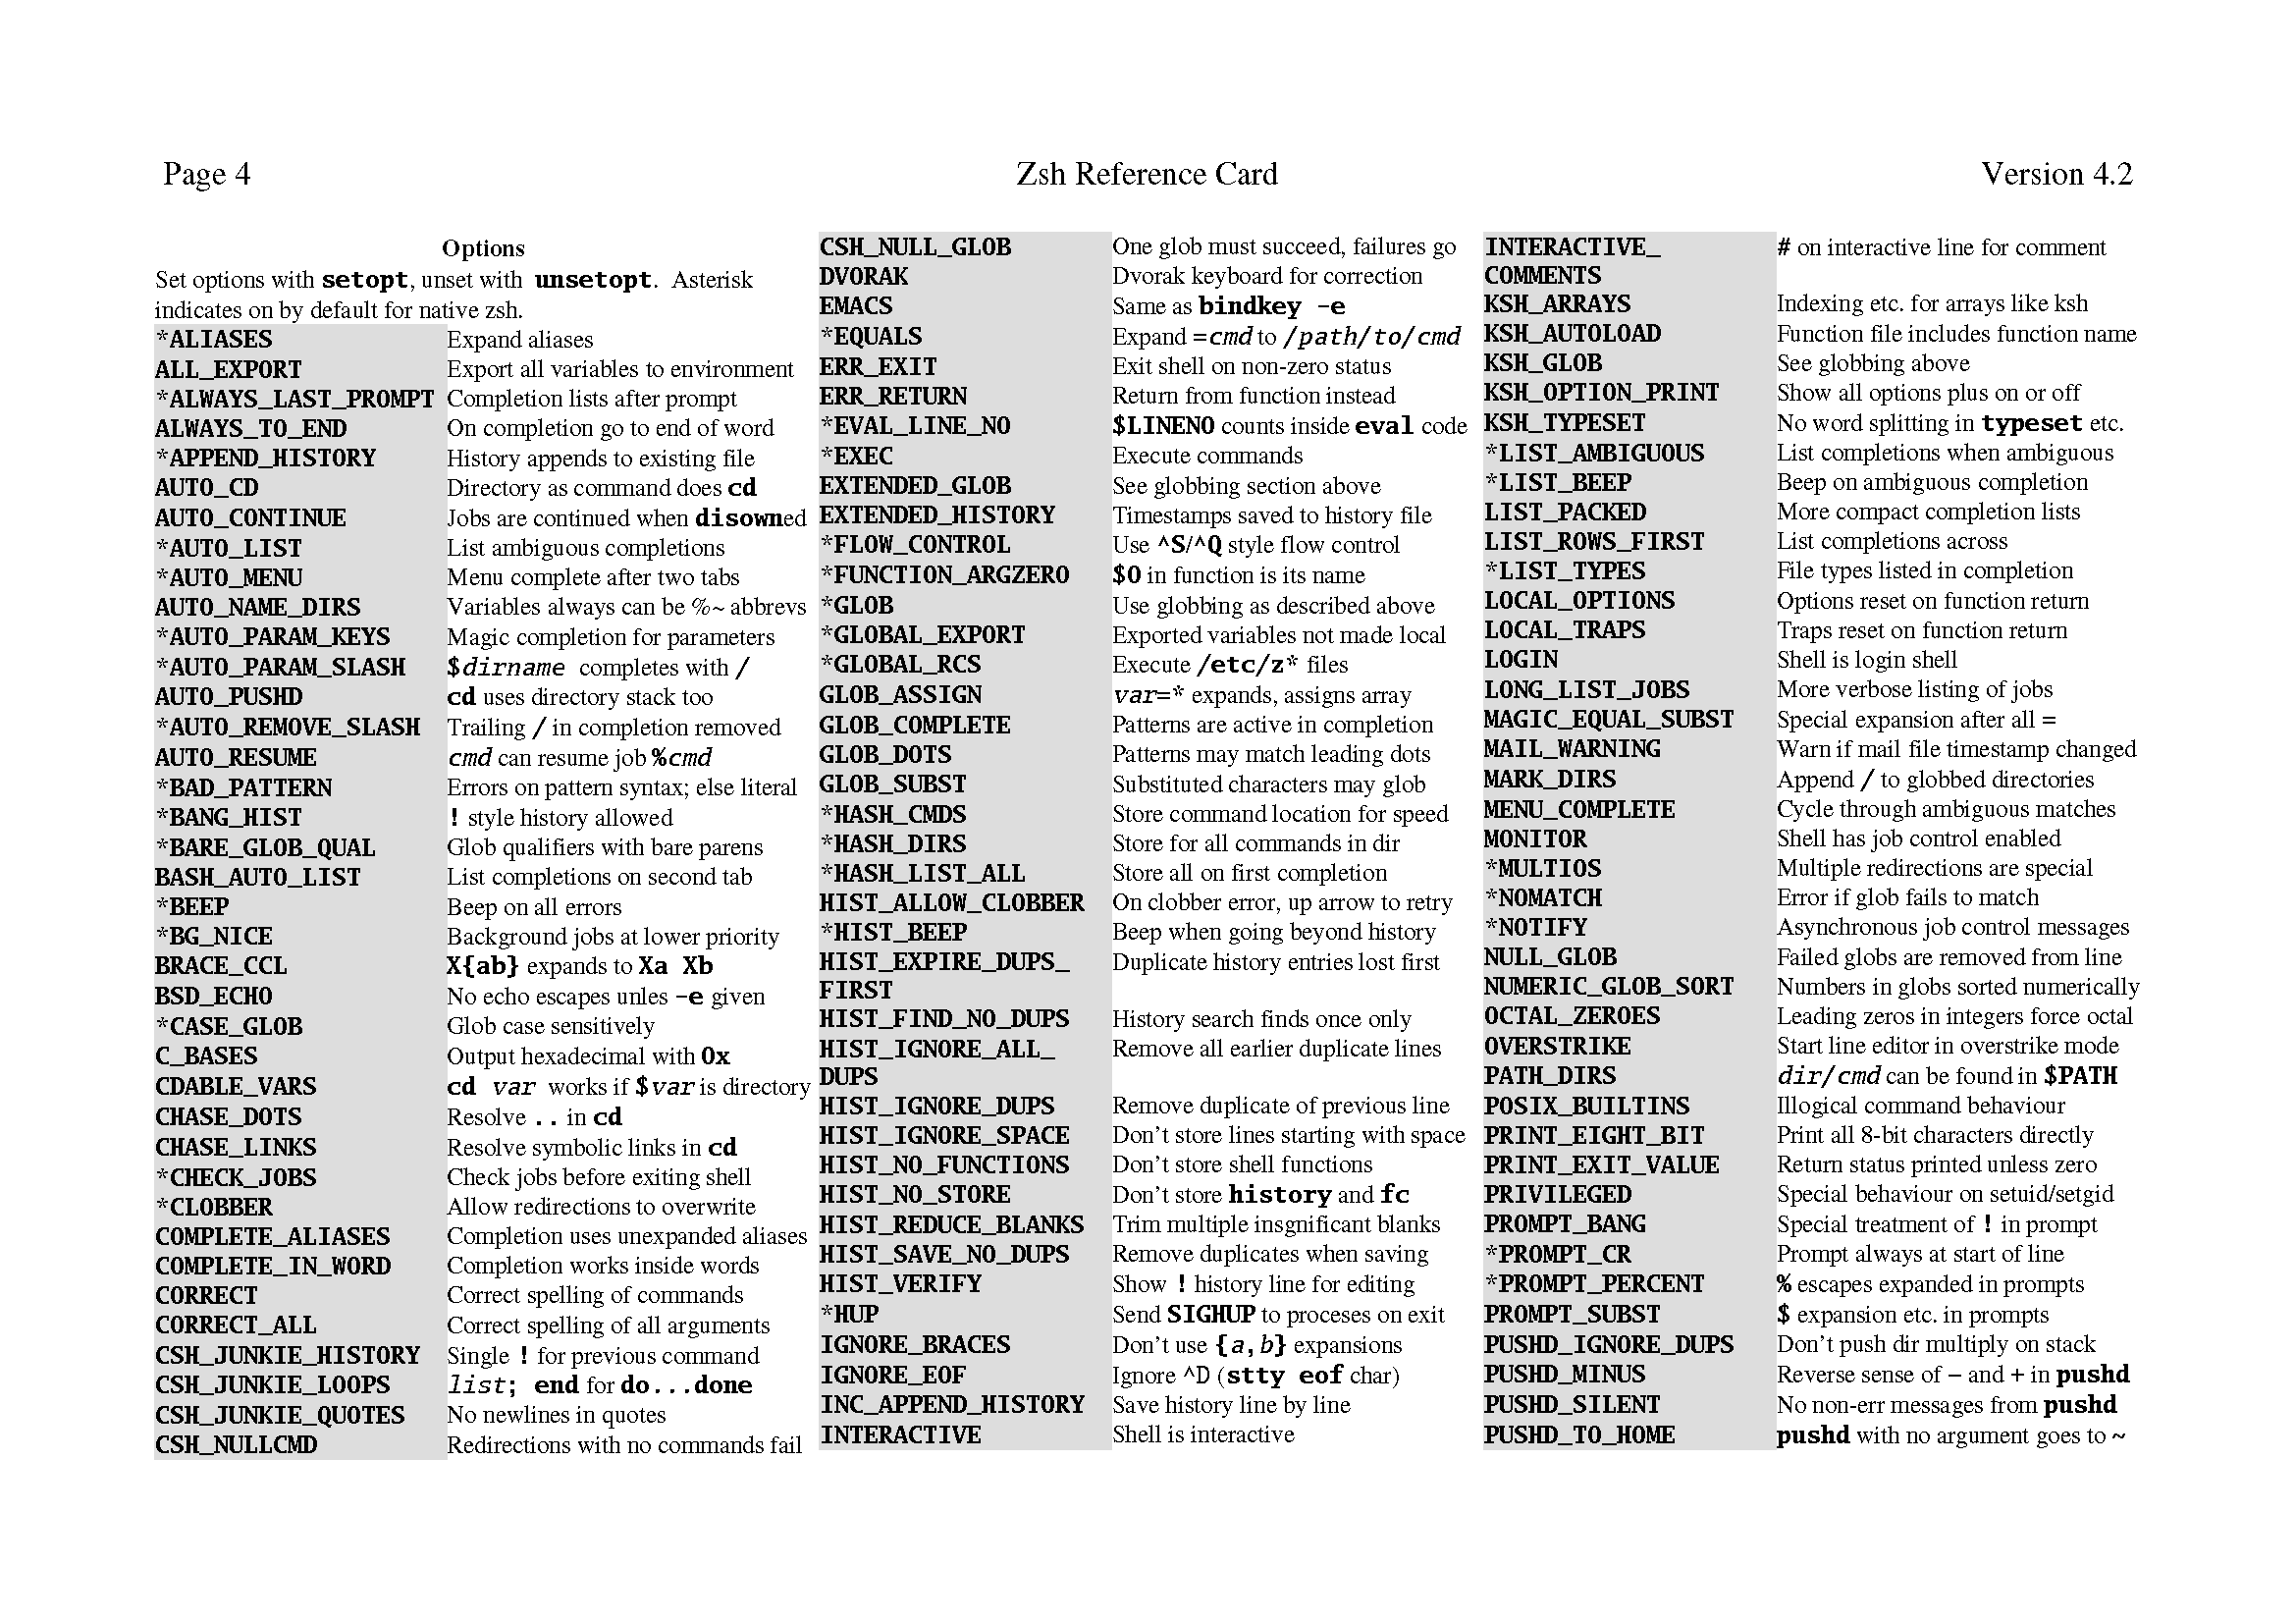 Page 4 Zsh Reference Card Version 4.2
Options
Set options with setopt, unset with unsetopt. Asterisk
indicates on by default for native zsh.
*ALIASES Expand aliases
ALL_EXPORT Export all variables to environment
*ALWAYS_LAST_PROMPT Completion lists after prompt
ALWAYS_TO_END On completion go to end of word
*APPEND_HISTORY History appends to existing file
AUTO_CD Directory as command does cd
AUTO_CONTINUE Jobs are continued when disowned
*AUTO_LIST List ambiguous completions
*AUTO_MENU Menu complete after two tabs
AUTO_NAME_DIRS Variables always can be %~ abbrevs
*AUTO_PARAM_KEYS Magic completion for parameters
*AUTO_PARAM_SLASH $dirname completes with /
AUTO_PUSHD cd uses directory stack too
*AUTO_REMOVE_SLASH Trailing / in completion removed
AUTO_RESUME cmd can resume job %cmd
*BAD_PATTERN Errors on pattern syntax; else literal
*BANG_HIST ! style history allowed
*BARE_GLOB_QUAL Glob qualifiers with bare parens
BASH_AUTO_LIST List completions on second tab
*BEEP Beep on all errors
*BG_NICE Background jobs at lower priority
BRACE_CCL X{ab} expands to Xa Xb
BSD_ECHO No echo escapes unles -e given
*CASE_GLOB Glob case sensitively
C_BASES Output hexadecimal with 0x
CDABLE_VARS cd var works if $var is directory
CHASE_DOTS Resolve .. in cd
CHASE_LINKS Resolve symbolic links in cd
*CHECK_JOBS Check jobs before exiting shell
*CLOBBER Allow redirections to overwrite
COMPLETE_ALIASES Completion uses unexpanded aliases
COMPLETE_IN_WORD Completion works inside words
CORRECT Correct spelling of commands
CORRECT_ALL Correct spelling of all arguments
CSH_JUNKIE_HISTORY Single ! for previous command
CSH_JUNKIE_LOOPS list; end for do...done
CSH_JUNKIE_QUOTES No newlines in quotes
CSH_NULLCMD Redirections with no commands fail
CSH_NULL_GLOB One glob must succeed, failures go
DVORAK Dvorak keyboard for correction
EMACS Same as bindkey -e
*EQUALS Expand =cmd to /path/to/cmd
ERR_EXIT Exit shell on non-zero status
ERR_RETURN Return from function instead
*EVAL_LINE_NO $LINENO counts inside eval code
*EXEC Execute commands
EXTENDED_GLOB See globbing section above
EXTENDED_HISTORY Timestamps saved to history file
*FLOW_CONTROL Use ^S/^Q style flow control
*FUNCTION_ARGZERO $0 in function is its name
*GLOB Use globbing as described above
*GLOBAL_EXPORT Exported variables not made local
*GLOBAL_RCS Execute /etc/z* files
GLOB_ASSIGN var=* expands, assigns array
GLOB_COMPLETE Patterns are active in completion
GLOB_DOTS Patterns may match leading dots
GLOB_SUBST Substituted characters may glob
*HASH_CMDS Store command location for speed
*HASH_DIRS Store for all commands in dir
*HASH_LIST_ALL Store all on first completion
HIST_ALLOW_CLOBBER On clobber error, up arrow to retry
*HIST_BEEP Beep when going beyond history
HIST_EXPIRE_DUPS_ Duplicate history entries lost first
FIRST
HIST_FIND_NO_DUPS History search finds once only
HIST_IGNORE_ALL_ Remove all earlier duplicate lines
DUPS
HIST_IGNORE_DUPS Remove duplicate of previous line
HIST_IGNORE_SPACE Don't store lines starting with space
HIST_NO_FUNCTIONS Don't store shell functions
HIST_NO_STORE Don't store history and fc
HIST_REDUCE_BLANKS Trim multiple insgnificant blanks
HIST_SAVE_NO_DUPS Remove duplicates when saving
HIST_VERIFY Show ! history line for editing
*HUP Send SIGHUP to proceses on exit
IGNORE_BRACES Don't use {a,b} expansions
IGNORE_EOF Ignore ^D (stty eof char)
INC_APPEND_HISTORY Save history line by line
INTERACTIVE Shell is interactive
INTERACTIVE_ # on interactive line for comment
COMMENTS
KSH_ARRAYS Indexing etc. for arrays like ksh
KSH_AUTOLOAD Function file includes function name
KSH_GLOB See globbing above
KSH_OPTION_PRINT Show all options plus on or off
KSH_TYPESET No word splitting in typeset etc.
*LIST_AMBIGUOUS List completions when ambiguous
*LIST_BEEP Beep on ambiguous completion
LIST_PACKED More compact completion lists
LIST_ROWS_FIRST List completions across
*LIST_TYPES File types listed in completion
LOCAL_OPTIONS Options reset on function return
LOCAL_TRAPS Traps reset on function return
LOGIN Shell is login shell
LONG_LIST_JOBS More verbose listing of jobs
MAGIC_EQUAL_SUBST Special expansion after all =
MAIL_WARNING Warn if mail file timestamp changed
MARK_DIRS Append / to globbed directories
MENU_COMPLETE Cycle through ambiguous matches
MONITOR Shell has job control enabled
*MULTIOS Multiple redirections are special
*NOMATCH Error if glob fails to match
*NOTIFY Asynchronous job control messages
NULL_GLOB Failed globs are removed from line
NUMERIC_GLOB_SORT Numbers in globs sorted numerically
OCTAL_ZEROES Leading zeros in integers force octal
OVERSTRIKE Start line editor in overstrike mode
PATH_DIRS dir/cmd can be found in $PATH
POSIX_BUILTINS Illogical command behaviour
PRINT_EIGHT_BIT Print all 8-bit characters directly
PRINT_EXIT_VALUE Return status printed unless zero
PRIVILEGED Special behaviour on setuid/setgid
PROMPT_BANG Special treatment of ! in prompt
*PROMPT_CR Prompt always at start of line
*PROMPT_PERCENT % escapes expanded in prompts
PROMPT_SUBST $ expansion etc. in prompts
PUSHD_IGNORE_DUPS Don't push dir multiply on stack
PUSHD_MINUS Reverse sense of – and + in pushd
PUSHD_SILENT No non-err messages from pushd
PUSHD_TO_HOME pushd with no argument goes to ~